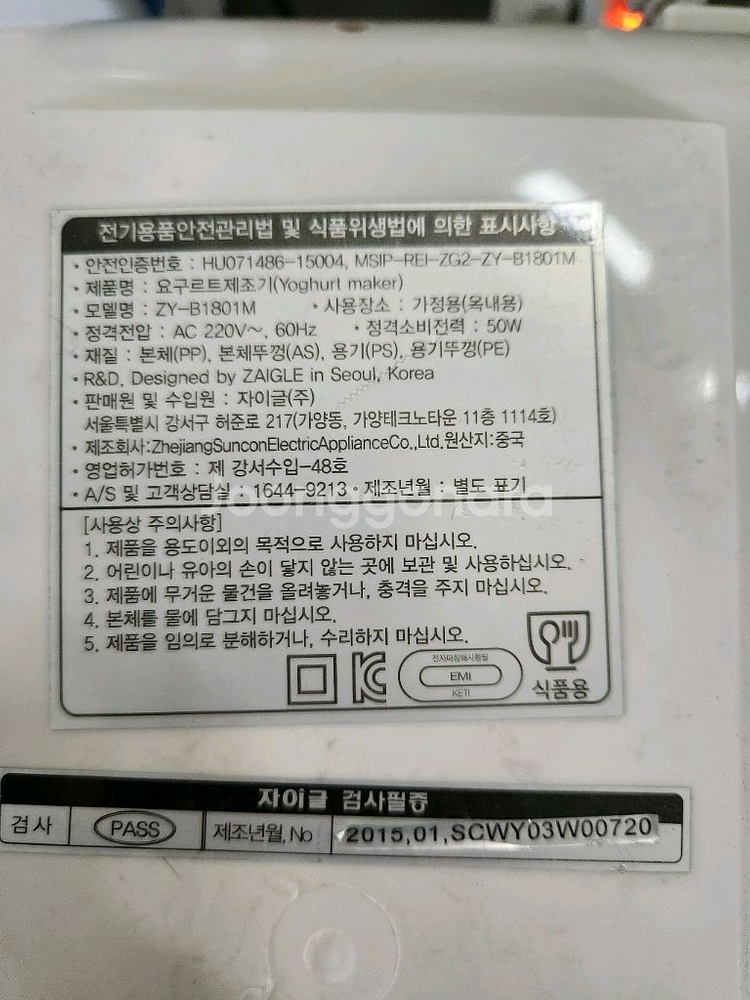 전기용품안전관리법 및 식품위생법에 의한 표시사항
· 안전인증번호 : HU071486-15004, MSIP-REI-ZG2-ZY-B1801M
· 제품명 : 요구르트제조기(Yoghurt maker)
· 모델명 : ZY-B1801M · 사용장소 : 가정용(옥내용)
· 정격전압 : AC 220V~, 60Hz · 정격소비전력 : 50W
· 재질 : 본체(PP), 본체뚜껑(AS), 용기(PS), 용기뚜껑(PE)
· R&D, Designed by ZAIGLE in Seoul, Korea
· 판매원 및 수입원 : 자이글(주)
서울특별시 강서구 허준로 217(가양동, 가양테크노타운 11층 1114호)
· 제조회사:ZhejiangSunconElectricApplianceCo.,Ltd.원산지:중국
· 영업허가번호 : 제 강서수입-48호
· A/S 및 고객상담실 : 1644-9213 · 제조년월 : 별도 표기
younggonara
[사용상 주의사항]
1. 제품을 용도이외의 목적으로 사용하지 마십시오.
2. 어린이나 유아의 손이 닿지 않는 곳에 보관 및 사용하십시오.
3. 제품에 무거운 물건을 올려놓거나, 충격을 주지 마십시오.
4. 본체를 물에 담그지 마십시오.
5. 제품을 임의로 분해하거나, 수리하지 마십시오.
전자파장해시험필
EMI
KETI
식품용
자이글 검사필증
검사 PASS 제조년월, No 2015,01,SCWY03W00720